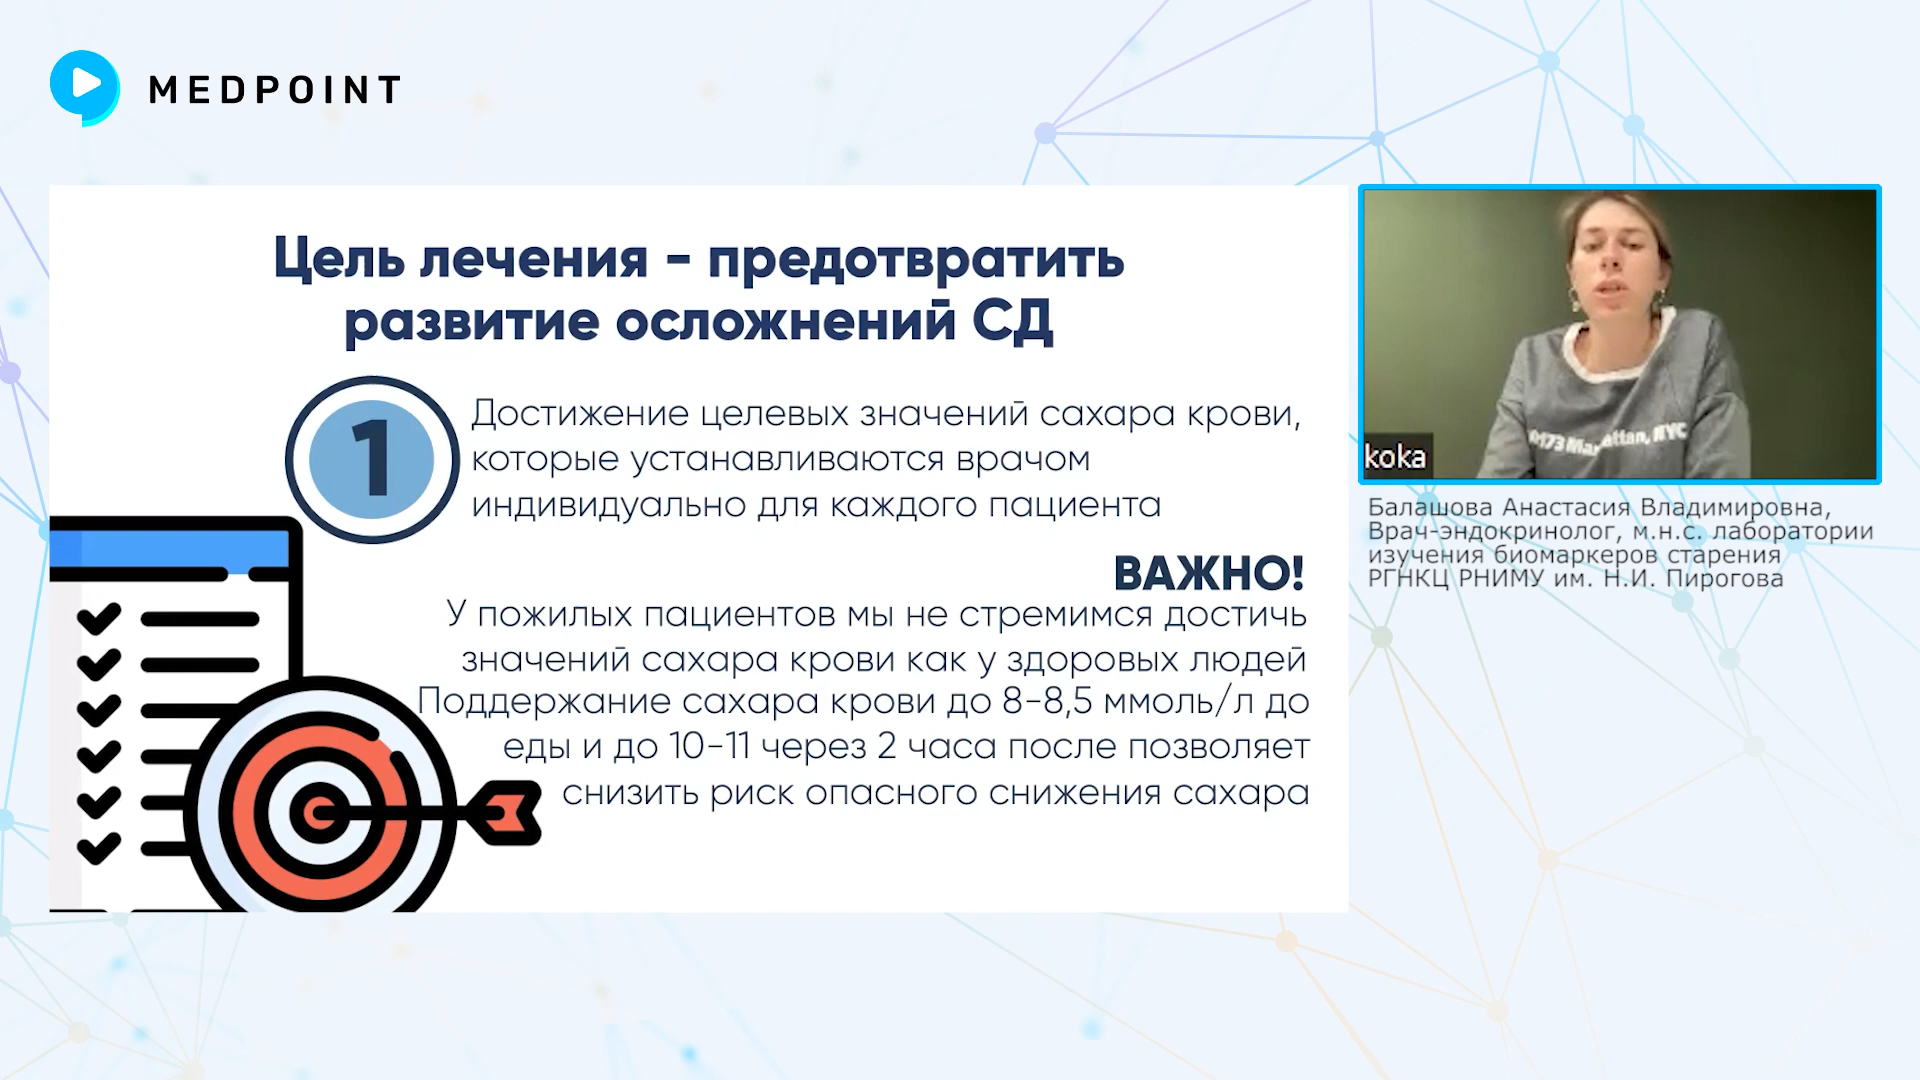 MEDPOINT
Цель лечения - предотвратить
развитие осложнений СД
1
Достижение целевых значений сахара крови,
которые устанавливаются врачом
индивидуально для каждого пациента
ВАЖНО!
У пожилых пациентов мы не стремимся достичь
значений сахара крови как у здоровых людей
Поддержание сахара крови до 8-8,5 ммоль/л до
еды и до 10-11 через 2 часа после позволяет
снизить риск опасного снижения сахара
koka
Балашова Анастасия Владимировна,
Врач-эндокринолог, м.н.с. лаборатории
изучения биомаркеров старения
РГНКЦ РНИМУ им. Н.И. Пирогова